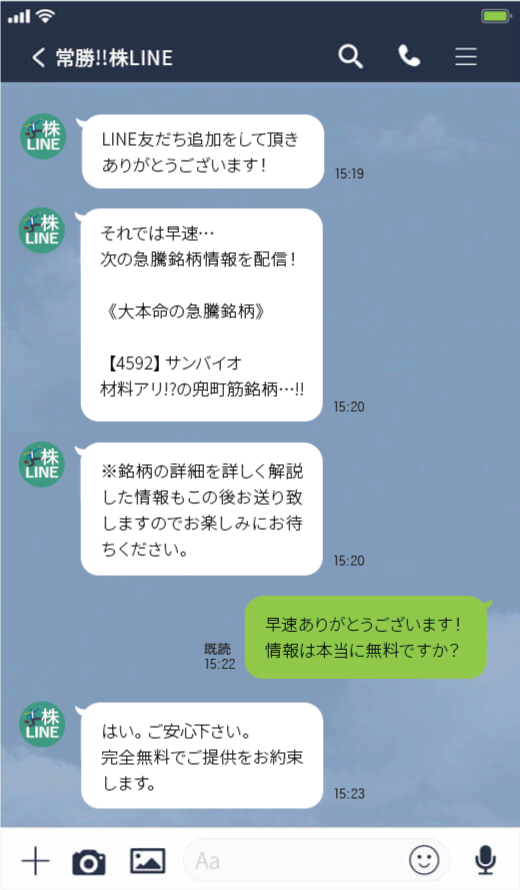 常勝!!株LINE
株
LINE
LINE友だち追加をして頂き
ありがとうございます!
15:19
株
LINE
それでは早速…
次の急騰銘柄情報を配信!
《大本命の急騰銘柄》
【4592】サンバイオ
材料アリ!?の兜町筋銘柄…!!
15:20
株
LINE
※銘柄の詳細を詳しく解説
した情報もこの後お送り致
しますのでお楽しみにお待
ちください。
15:20
早速ありがとうございます!
情報は本当に無料ですか?
既読
15:22
株
LINE
はい。ご安心下さい。
完全無料でご提供をお約束
します。
15:23
Aa